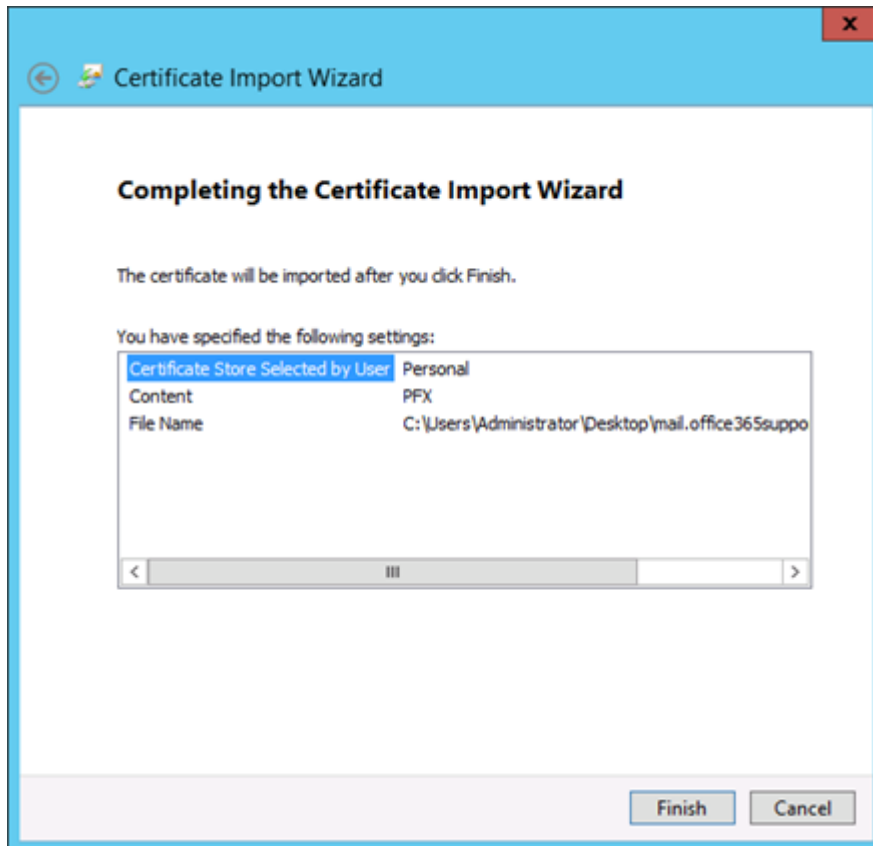 x
Certificate Import Wizard
Completing the Certificate Import Wizard
The certificate will be imported after you click Finish.
You have specified the following settings:
Certificate Store Selected by User Personal
Content PFX
File Name C:\Users\Administrator\Desktop\mail.office365suppo
Finish Cancel